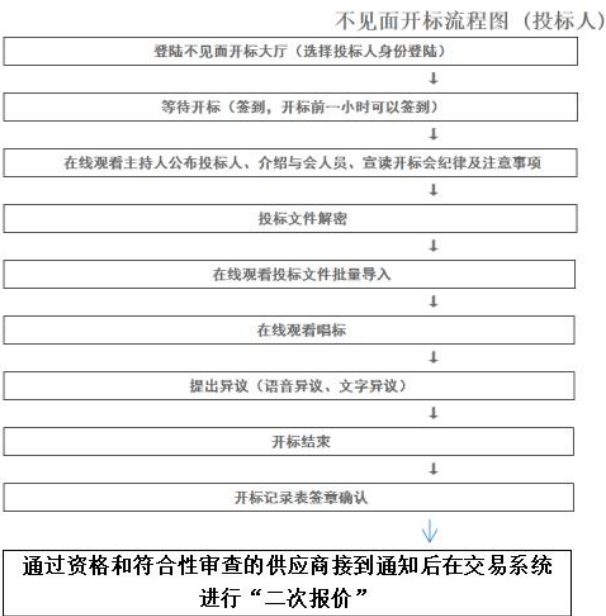 不见面开标流程图（投标人）
登陆不见面开标大厅（选择投标人身份登陆）
等待开标（签到，开标前一小时可以签到）
在线观看主持人公布投标人、介绍与会人员、宣读开标会纪律及注意事项
投标文件解密
在线观看投标文件批量导入
在线观看唱标
提出异议（语音异议、文字异议）
开标结束
开标记录表签章确认
通过资格和符合性审查的供应商接到通知后在交易系统
进行“二次报价”